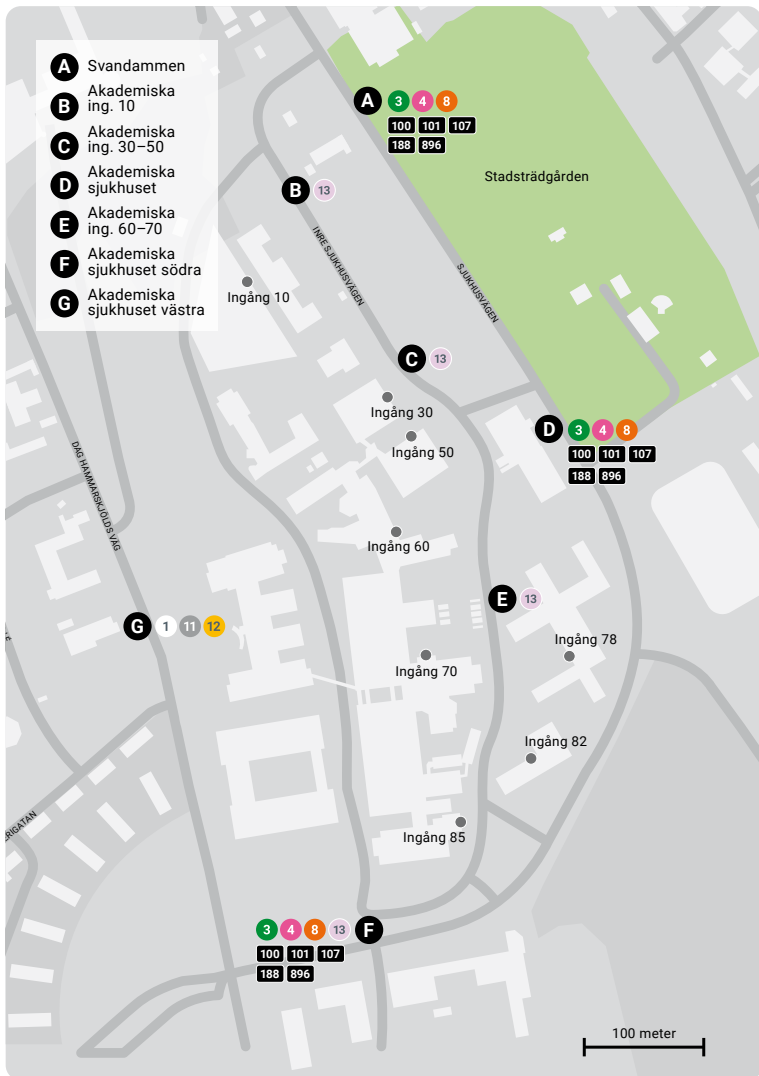 A Svandammen
B Akademiska
ing. 10
C Akademiska
ing. 30–50
D Akademiska
sjukhuset
E Akademiska
ing. 60–70
F Akademiska
sjukhuset södra
G Akademiska
sjukhuset västra
A 3 4 8
100 101 107
188 896
Stadsträdgården
B 13
INRE SJUKHUSVÄGEN
SJUKHUSVÄGEN
Ingång 10
C 13
Ingång 30
D 3 4 8
100 101 107
188 896
Ingång 50
DAG HAMMARSKJÖLDS VÄG
Ingång 60
E 13
G 1 11 12
Ingång 78
Ingång 70
Ingång 82
ERIGATAN
Ingång 85
3 4 8 13 F
100 101 107
188 896
100 meter